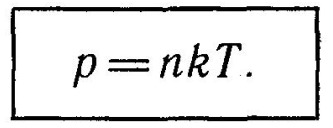 p = nkT.